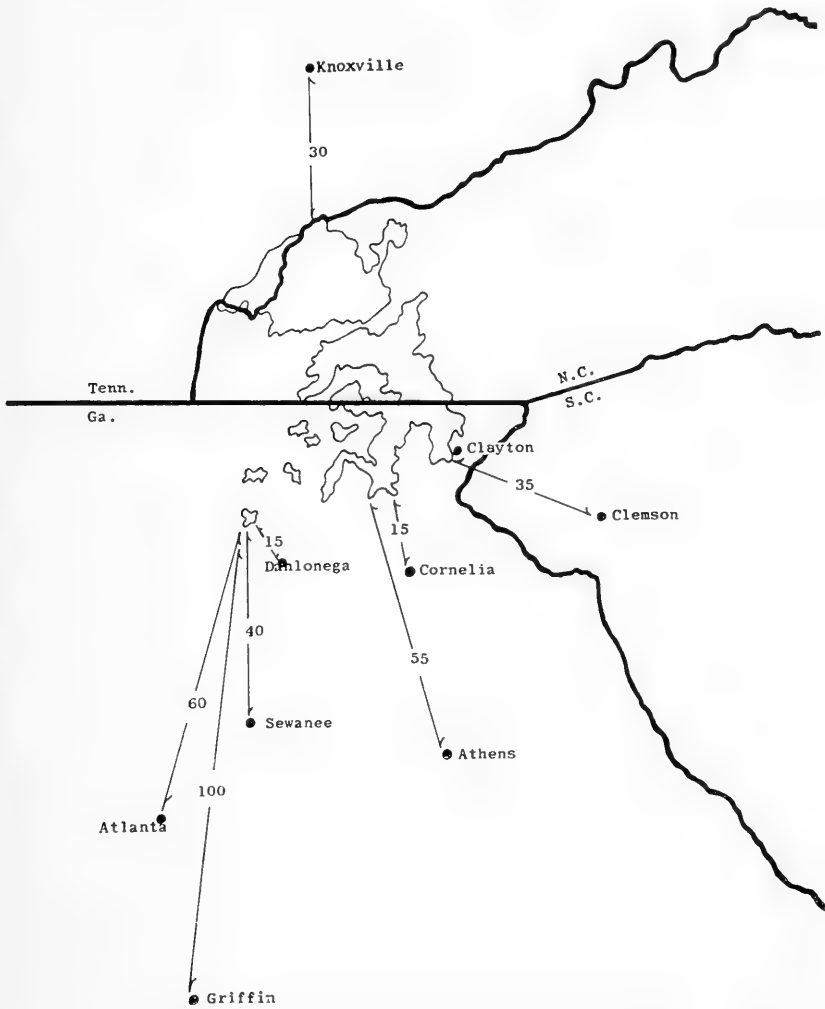 Knoxville
30
Tenn.
Ga.
N.C.
S.C.
Clayton
35
Clemson
15
15
Dahlonega
Cornelia
40
55
60
Sewanee
Athens
100
Atlanta
Griffin